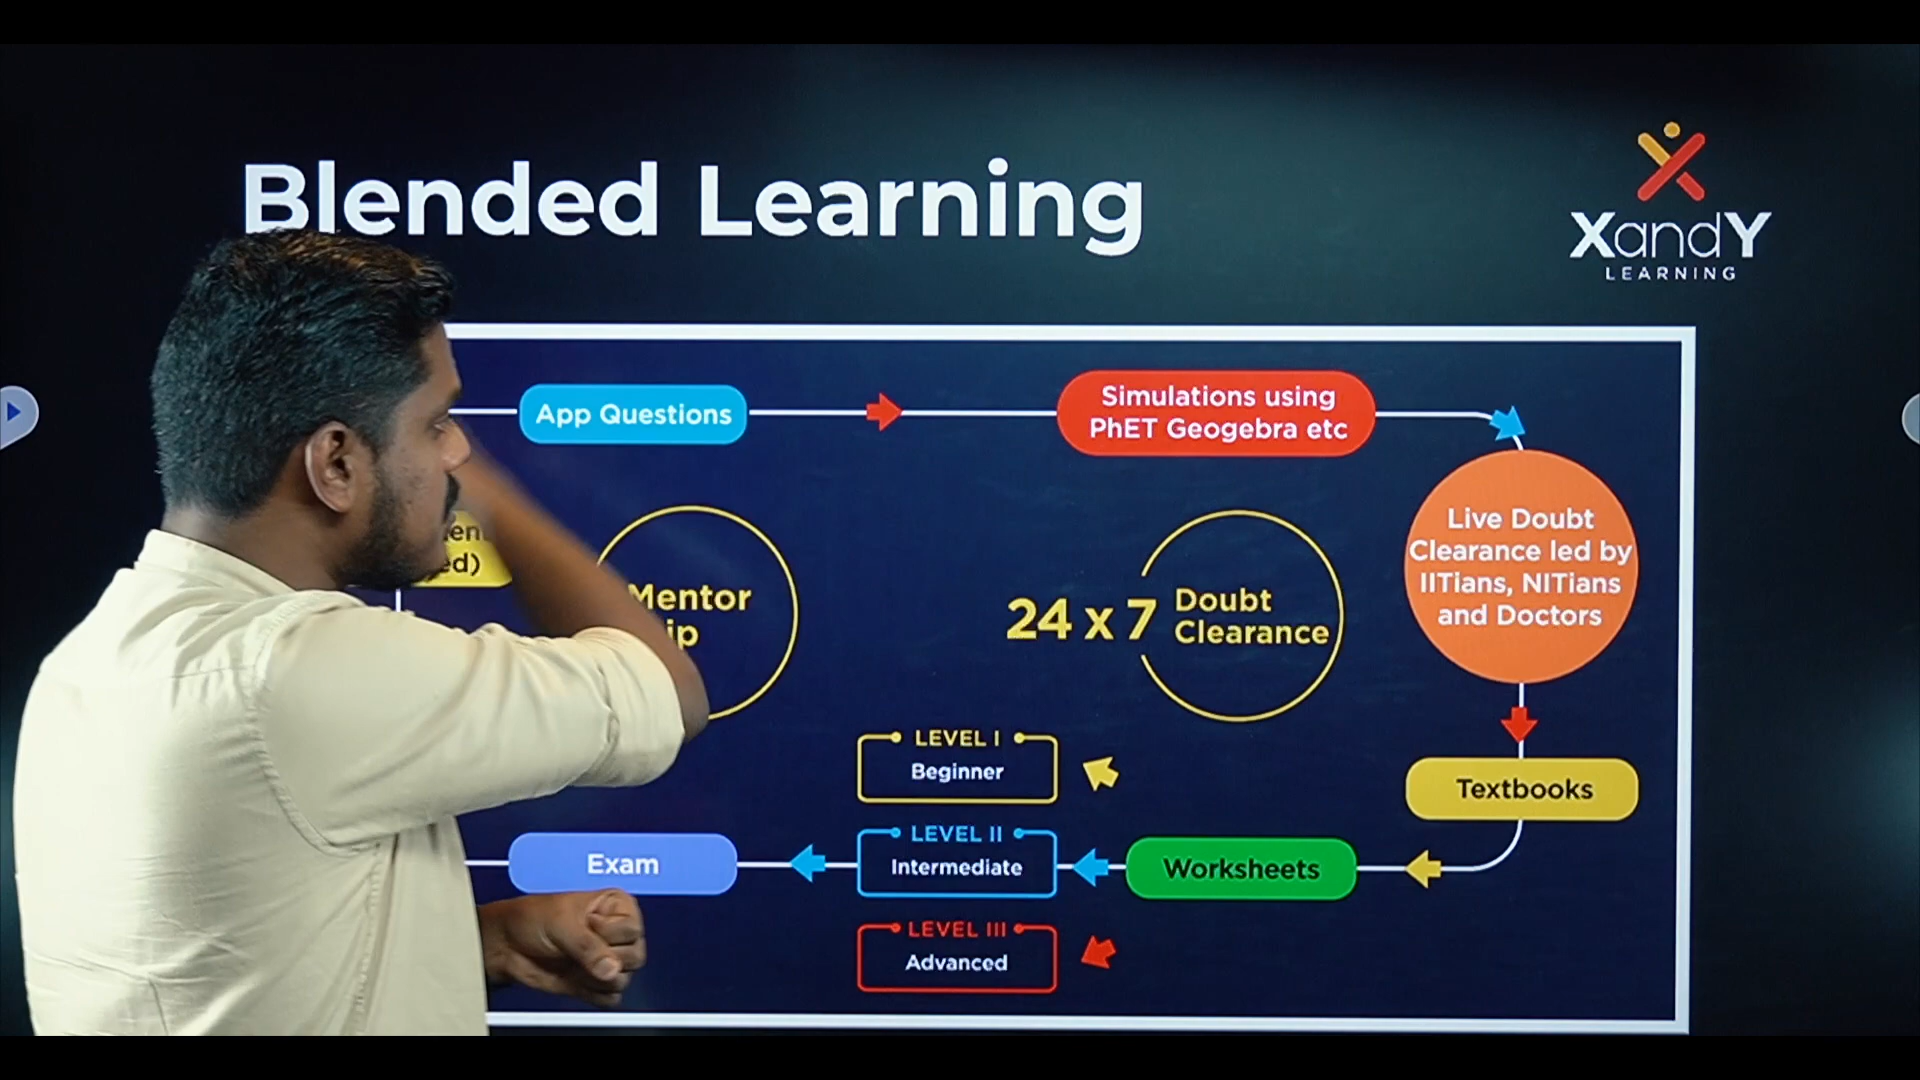 Blended Learning
XandY
LEARNING
App Questions
Simulations using
PhET Geogebra etc
Live Doubt
Clearance led by
IITians, NITians
and Doctors
24 x 7
Doubt
Clearance
LEVEL I
Beginner
Textbooks
Exam
LEVEL II
Intermediate
Worksheets
LEVEL III
Advanced